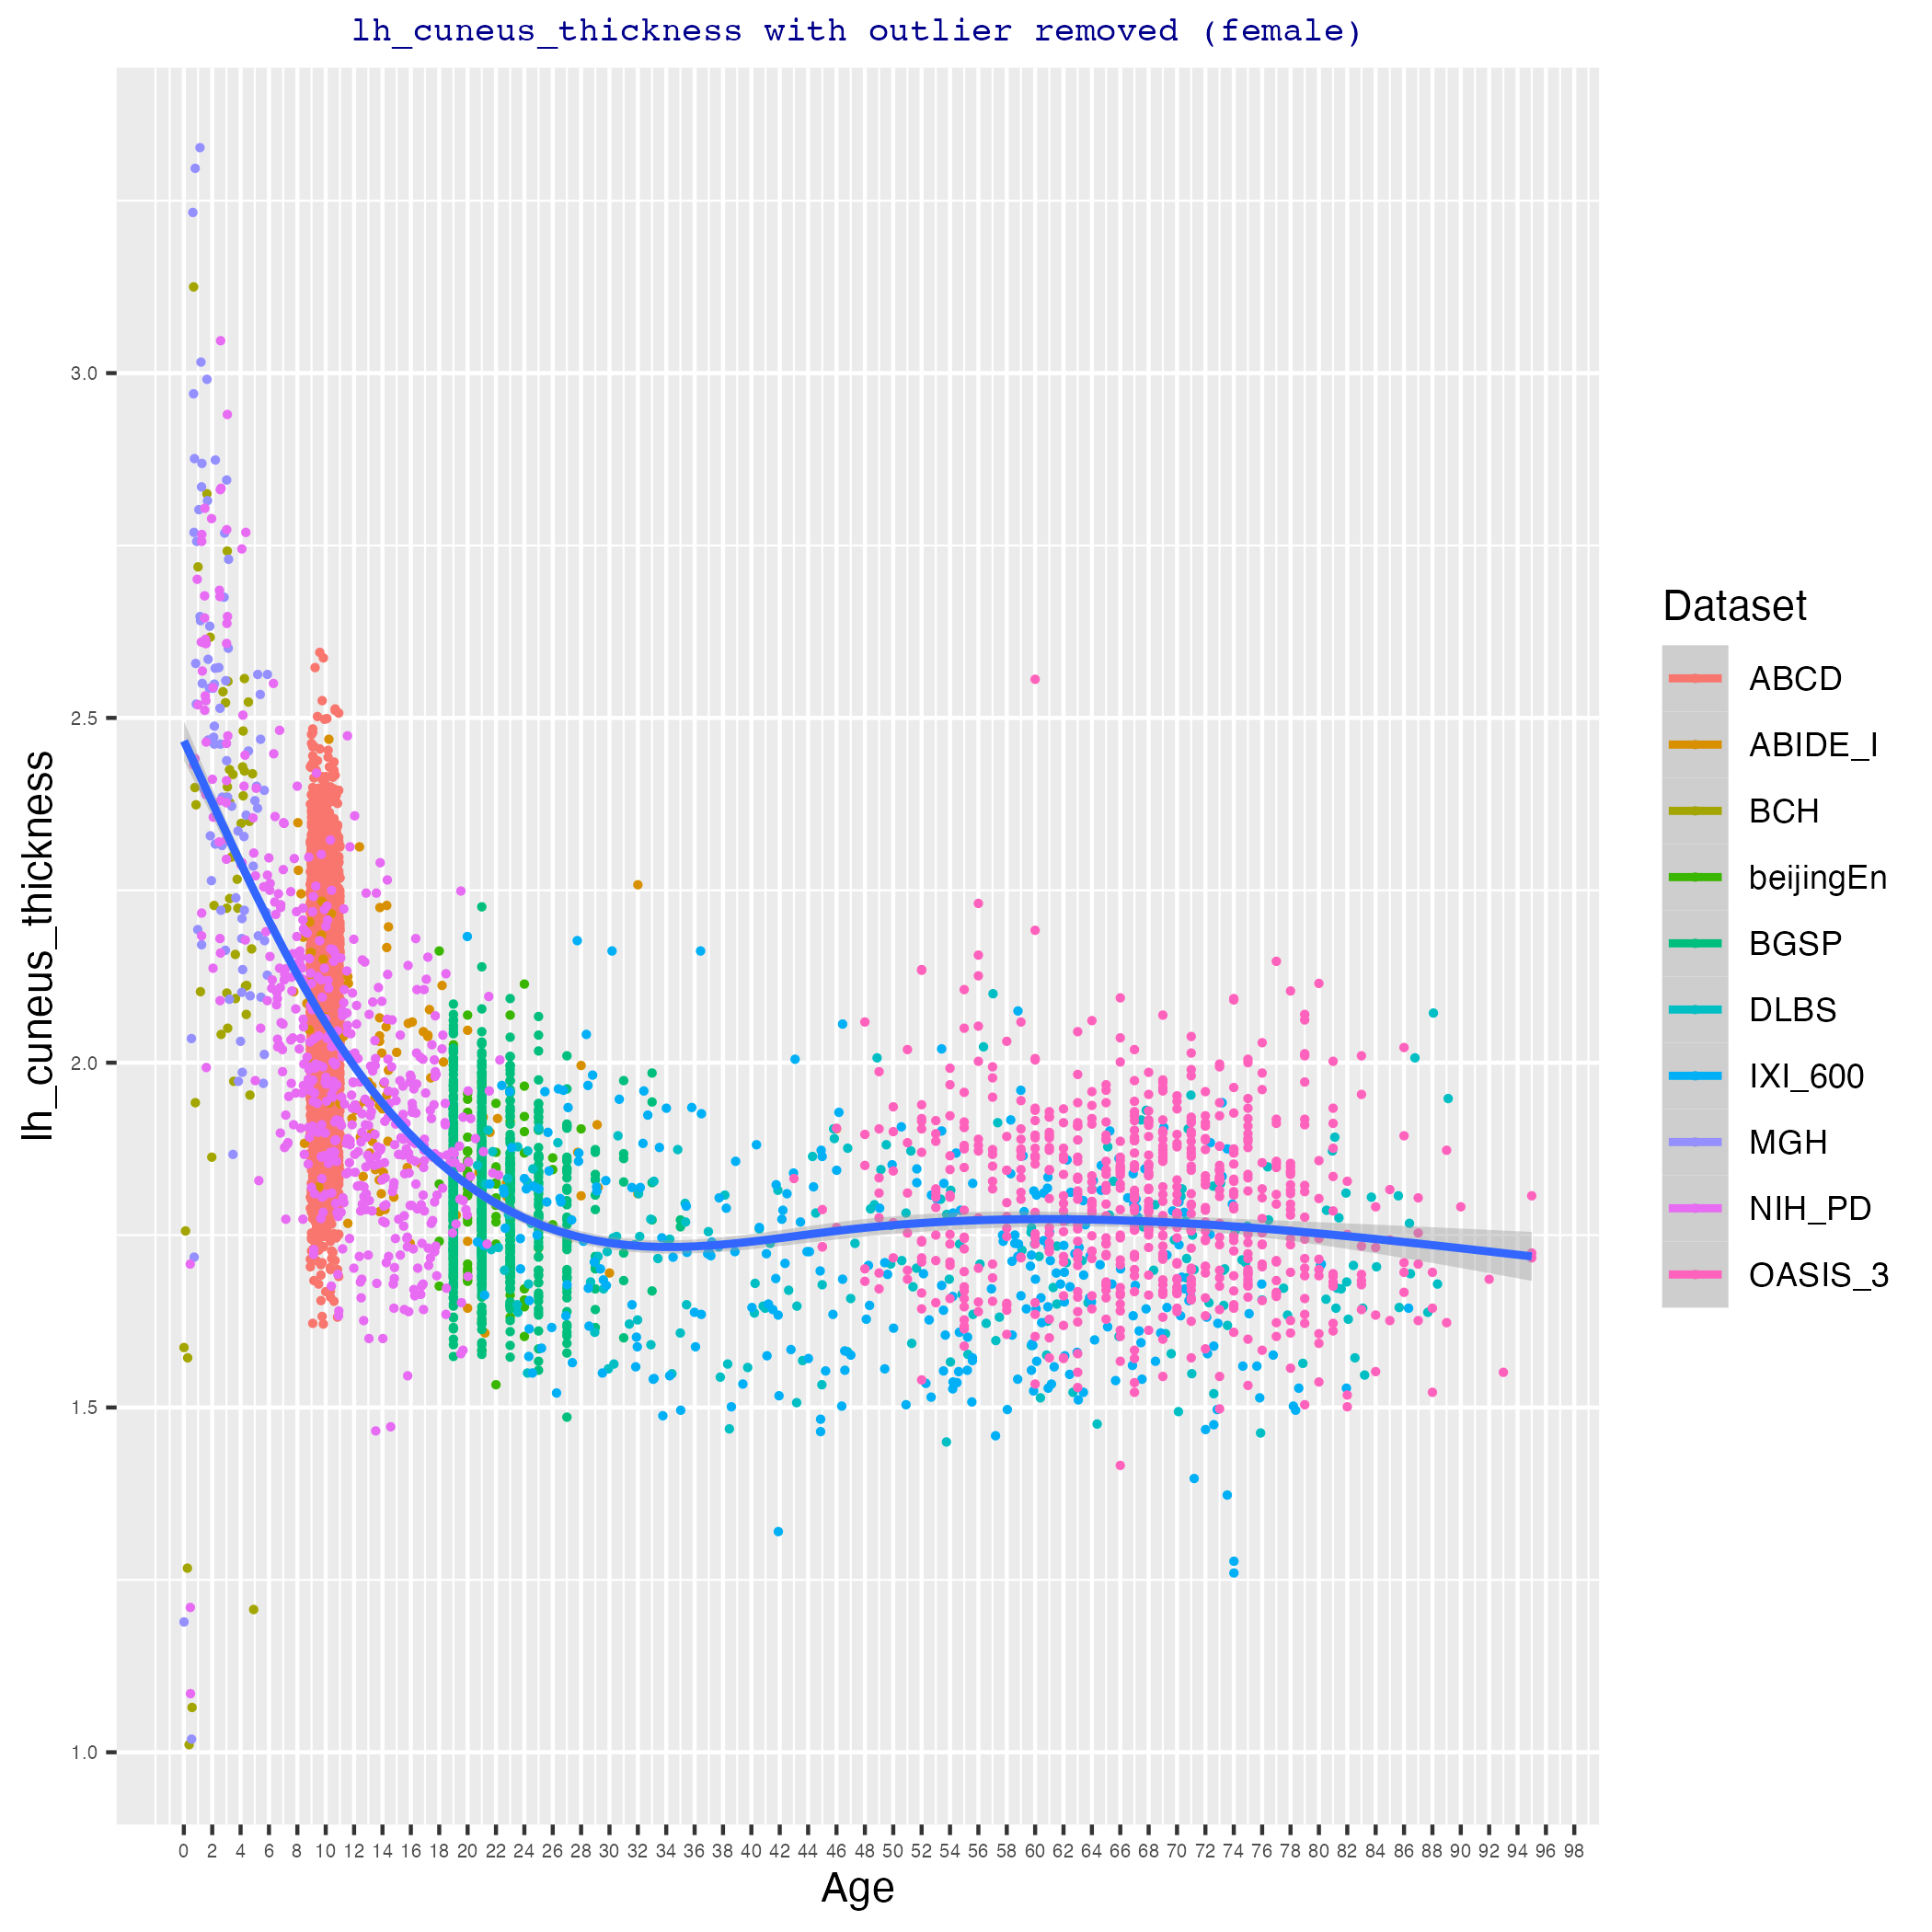 lh_cuneus_thickness with outlier removed (female)
lh_cuneus_thickness
3.0
2.5
2.0
1.5
1.0
0 2 4 6 8 10 12 14 16 18 20 22 24 26 28 30 32 34 36 38 40 42 44 46 48 50 52 54 56 58 60 62 64 66 68 70 72 74 76 78 80 82 84 86 88 90 92 94 96 98
Age
Dataset
ABCD
ABIDE_I
BCH
beijingEn
BGSP
DLBS
IXI_600
MGH
NIH_PD
OASIS_3